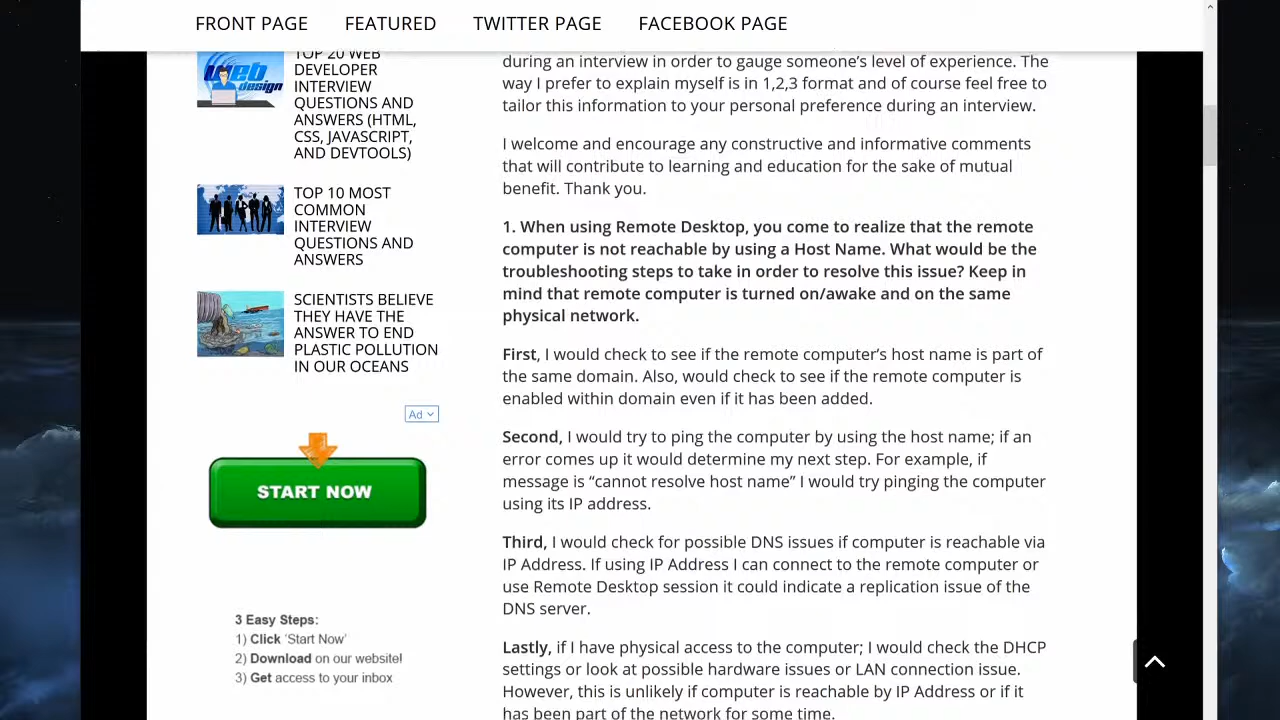 FRONT PAGE FEATURED TWITTER PAGE FACEBOOK PAGE
TOP 20 WEB
DEVELOPER
INTERVIEW
QUESTIONS AND
ANSWERS (HTML,
CSS, JAVASCRIPT,
AND DEVTOOLS)
web
design
TOP 10 MOST
COMMON
INTERVIEW
QUESTIONS AND
ANSWERS
SCIENTISTS BELIEVE
THEY HAVE THE
ANSWER TO END
PLASTIC POLLUTION
IN OUR OCEANS
Ad
START NOW
3 Easy Steps:
1) Click 'Start Now'
2) Download on our website!
3) Get access to your inbox
during an interview in order to gauge someone's level of experience. The
way I prefer to explain myself is in 1,2,3 format and of course feel free to
tailor this information to your personal preference during an interview.
I welcome and encourage any constructive and informative comments
that will contribute to learning and education for the sake of mutual
benefit. Thank you.
1. When using Remote Desktop, you come to realize that the remote
computer is not reachable by using a Host Name. What would be the
troubleshooting steps to take in order to resolve this issue? Keep in
mind that remote computer is turned on/awake and on the same
physical network.
First, I would check to see if the remote computer's host name is part of
the same domain. Also, would check to see if the remote computer is
enabled within domain even if it has been added.
Second, I would try to ping the computer by using the host name; if an
error comes up it would determine my next step. For example, if
message is “cannot resolve host name” I would try pinging the computer
using its IP address.
Third, I would check for possible DNS issues if computer is reachable via
IP Address. If using IP Address I can connect to the remote computer or
use Remote Desktop session it could indicate a replication issue of the
DNS server.
Lastly, if I have physical access to the computer; I would check the DHCP
settings or look at possible hardware issues or LAN connection issue.
However, this is unlikely if computer is reachable by IP Address or if it
has been part of the network for some time.